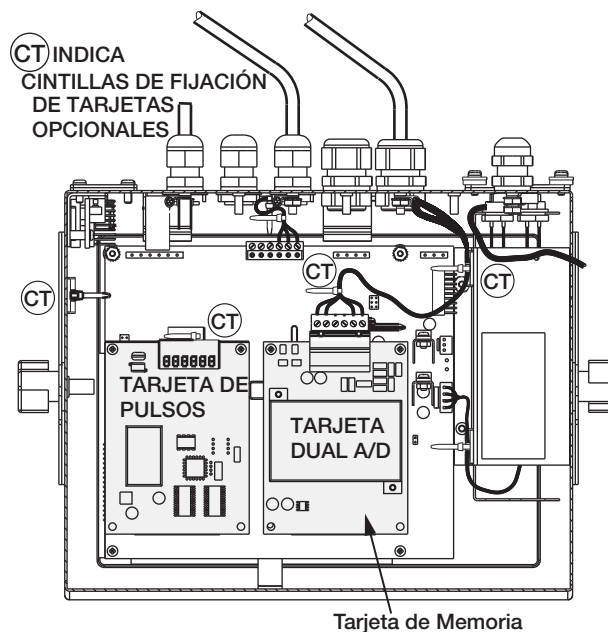 CT INDICA
CINTILLAS DE FIJACIÓN
DE TARJETAS
OPCIONALES
CT
CT
CT
CT
TARJETA DE
PULSOS
TARJETA
DUAL A/D
Tarjeta de Memoria